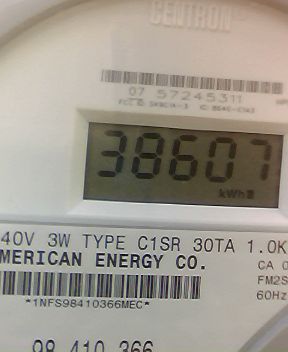 CENTRON
07 57245311
38607
kWh
40V 3W TYPE C1SR 30TA 1.0K
MERICAN ENERGY CO.
CA 0
FM2S
60Hz
*1NFS98410366MEC*
98 410 366